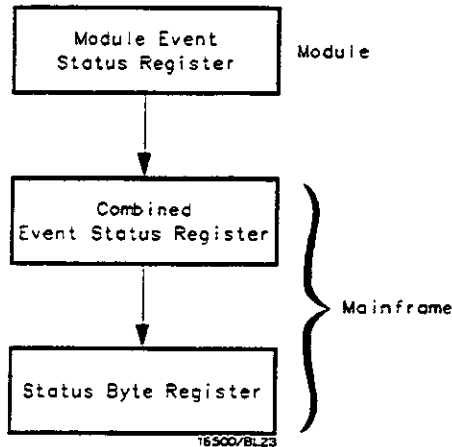 Module Event
Status Register
Module
Combined
Event Status Register
Mainframe
Status Byte Register
16500/BL23